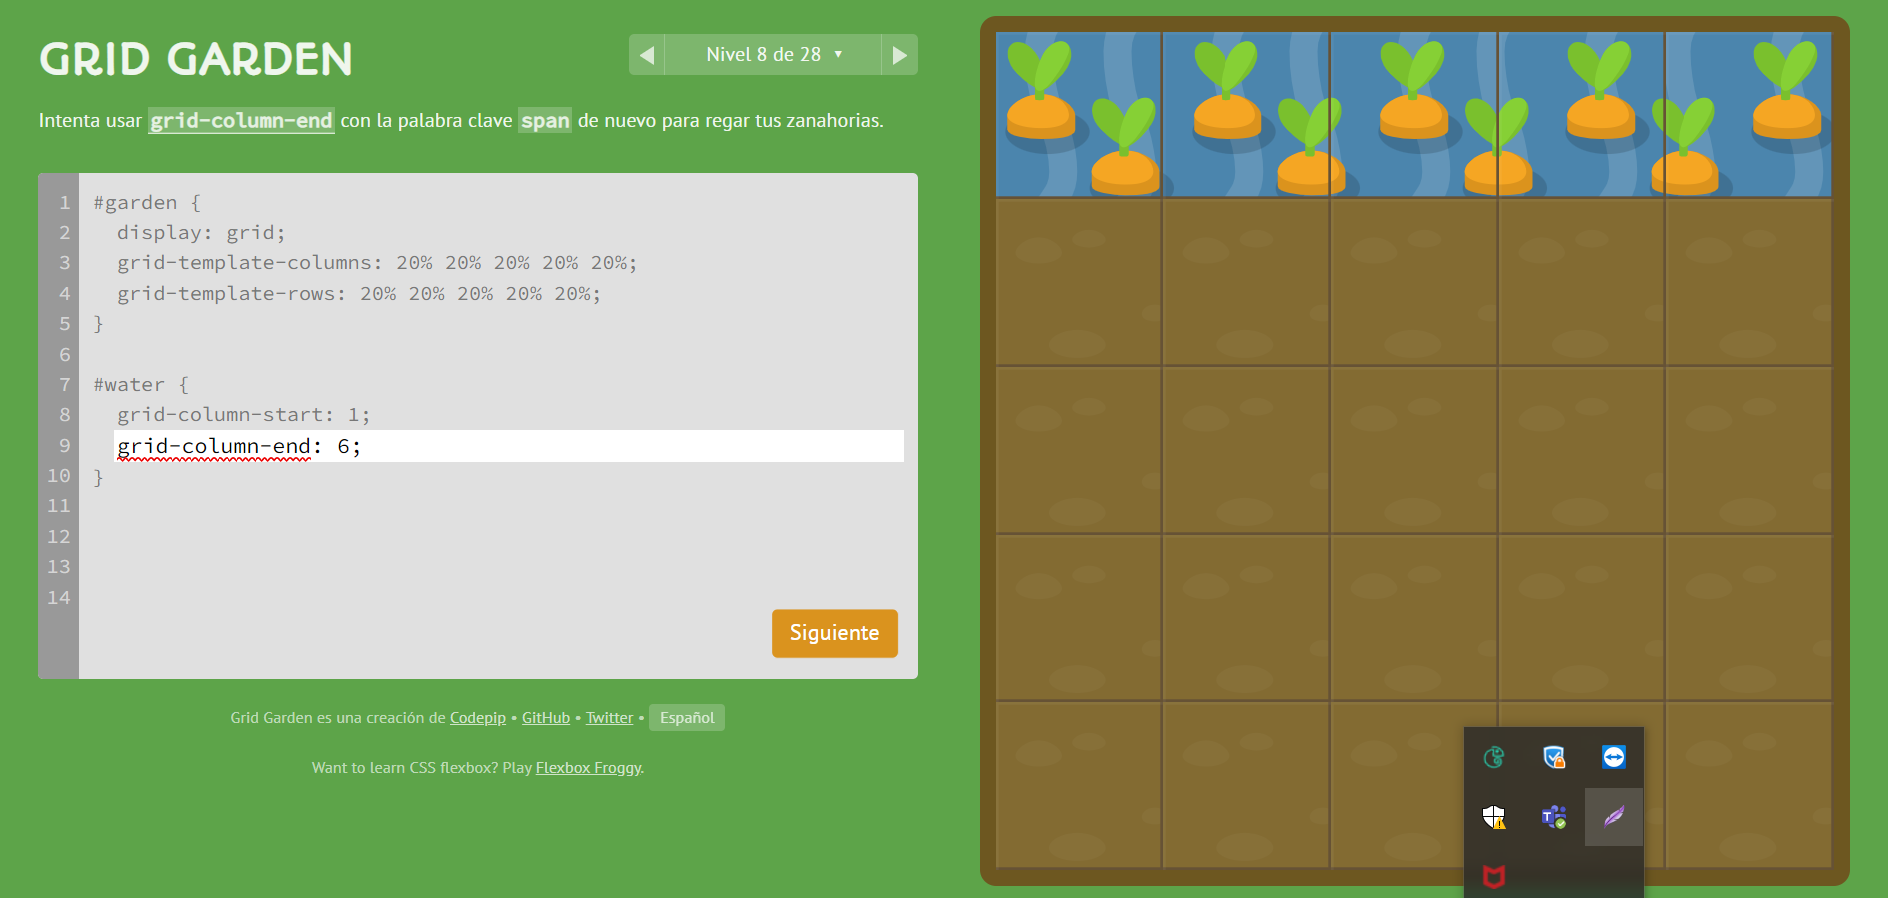 GRID GARDEN
◀ Nivel 8 de 28 ▼ ▶
Intenta usar grid-column-end con la palabra clave span de nuevo para regar tus zanahorias.
1 #garden {
2 display: grid;
3 grid-template-columns: 20% 20% 20% 20% 20%;
4 grid-template-rows: 20% 20% 20% 20% 20%;
5 }
6
7 #water {
8 grid-column-start: 1;
9 grid-column-end: 6;
10 }
11
12
13
14
Siguiente
Grid Garden es una creación de Codepip • GitHub • Twitter • Español
Want to learn CSS flexbox? Play Flexbox Froggy.